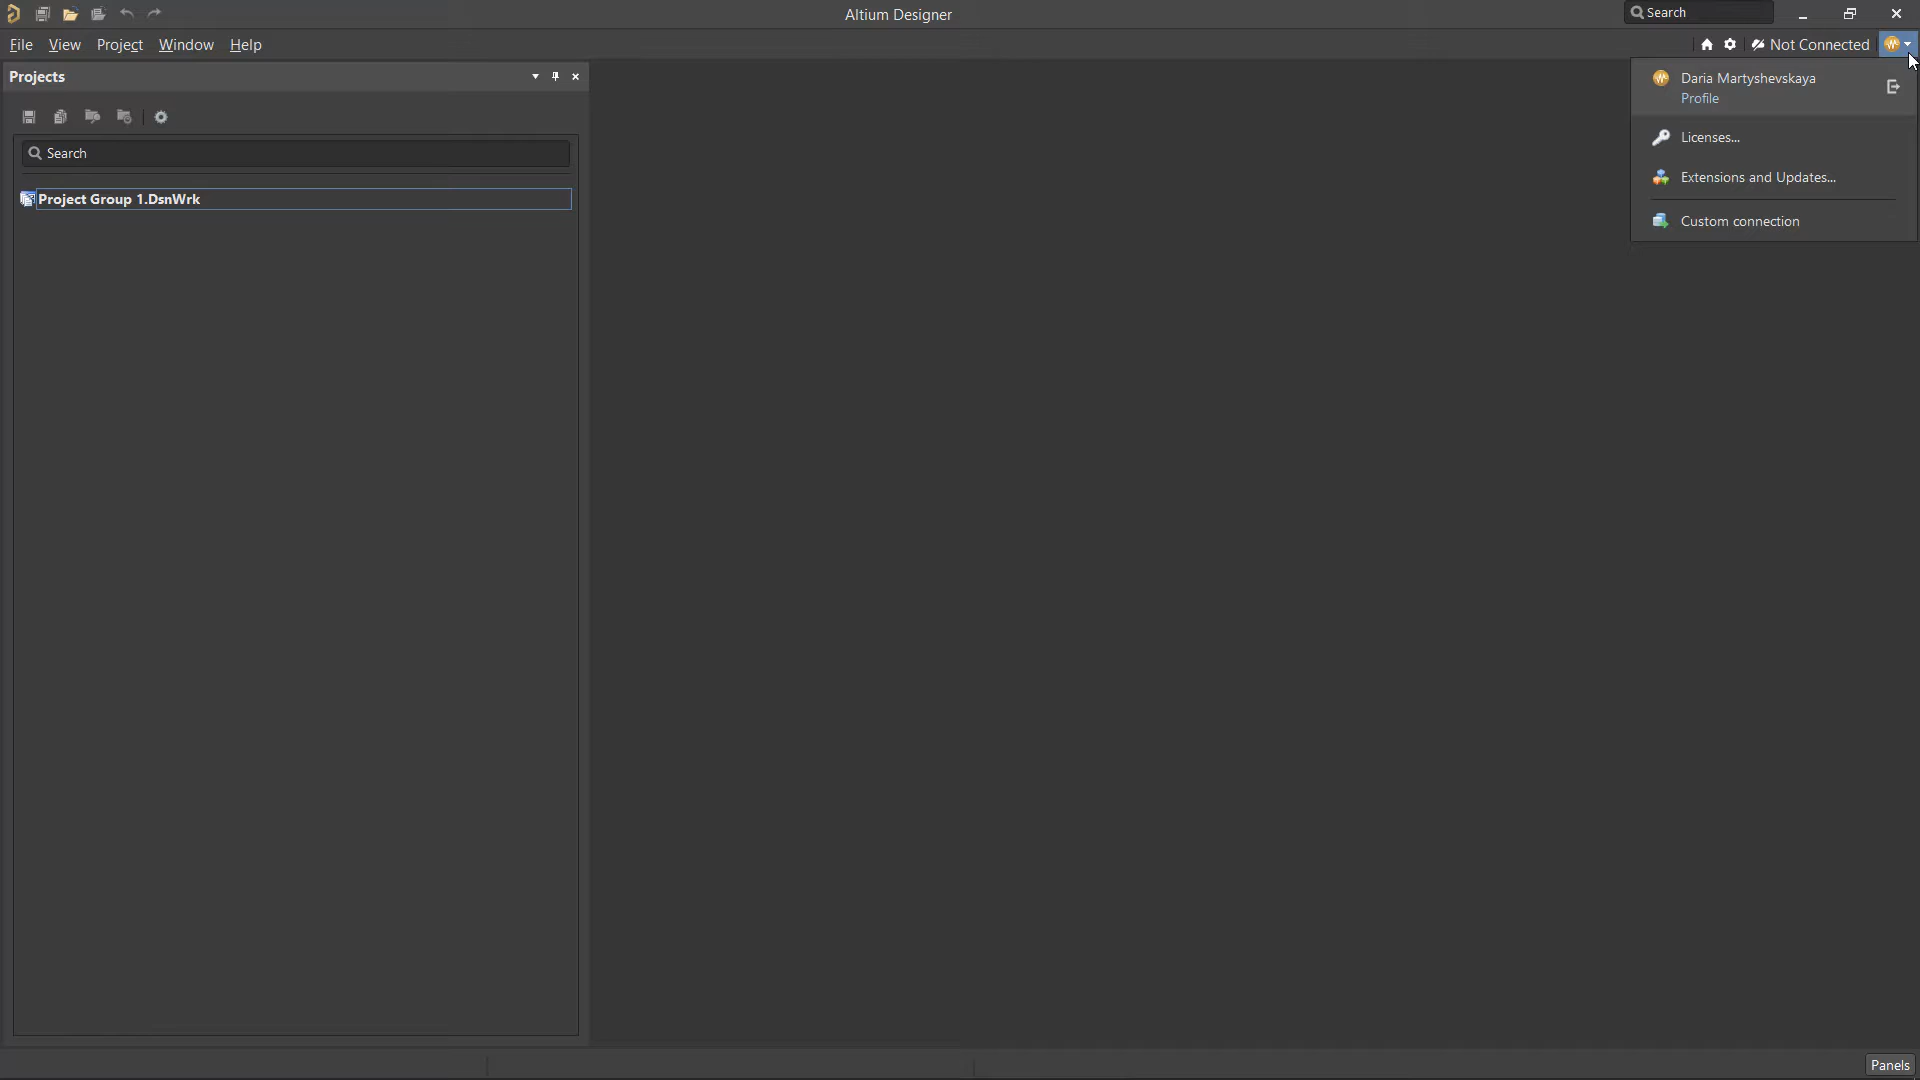 Altium Designer
Search
File View Project Window Help
Not Connected
Projects
Daria Martyshevskaya
Profile
Licenses...
Extensions and Updates...
Custom connection
Search
Project Group 1.DsnWrk
Panels